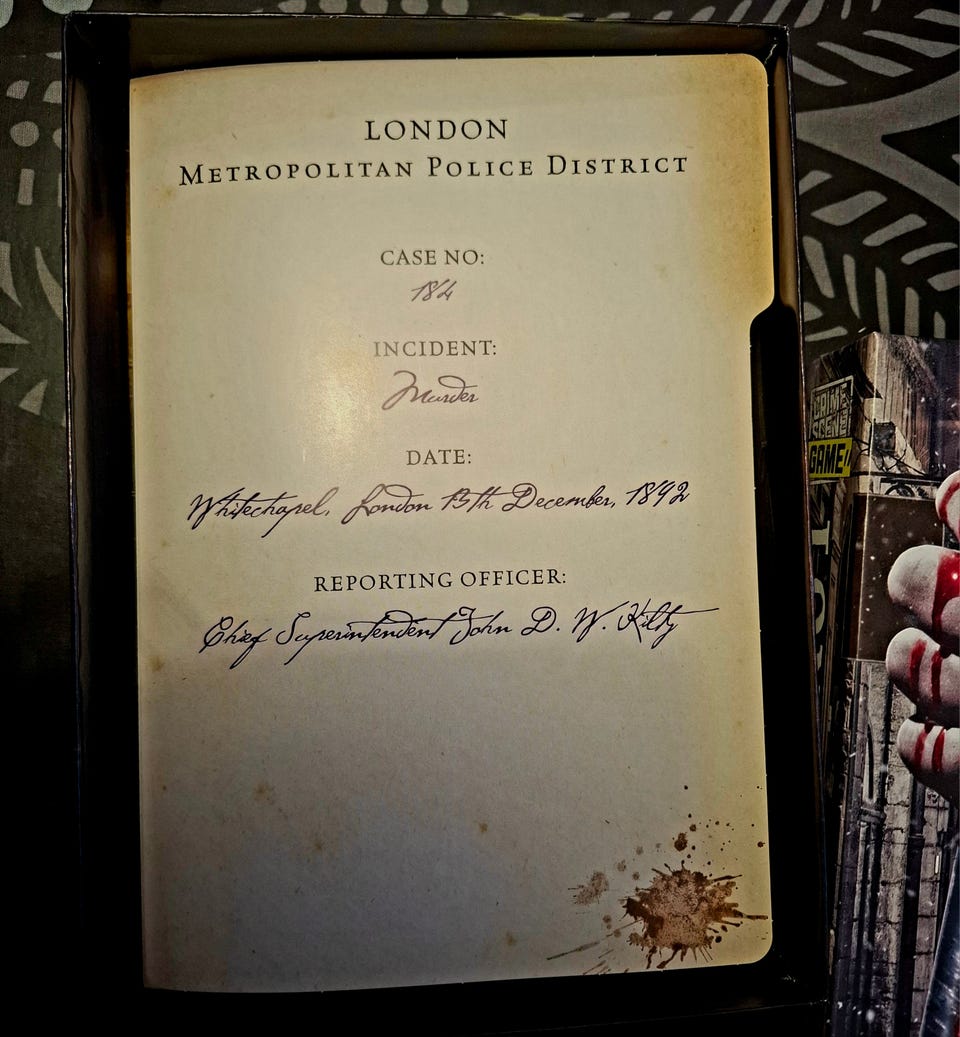 LONDON
METROPOLITAN POLICE DISTRICT
CASE NO:
184
INCIDENT:
Murder
DATE:
Whitechapel, London 13th December, 1892
REPORTING OFFICER:
Chief Superintendent John D. W. Kilty
CRIME
SCENE
GAME